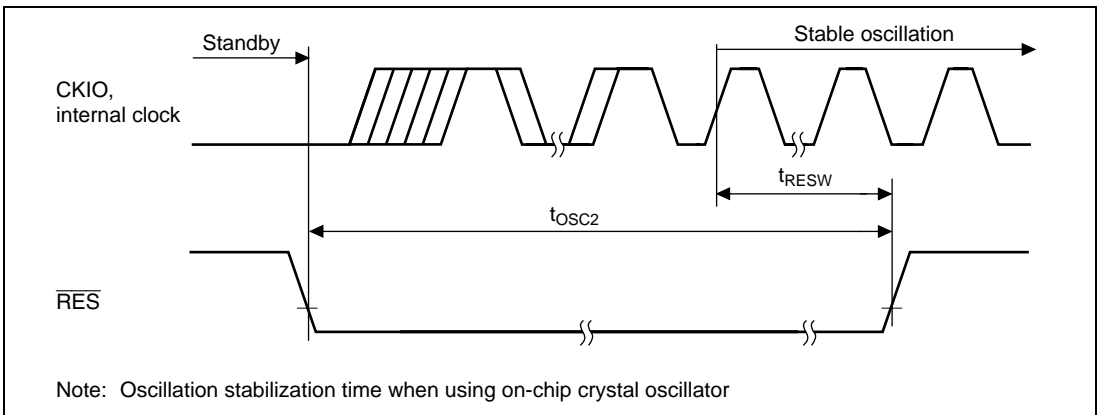 Standby
Stable oscillation
CKIO,
internal clock
tRESW
tOSC2
RES
Note: Oscillation stabilization time when using on-chip crystal oscillator